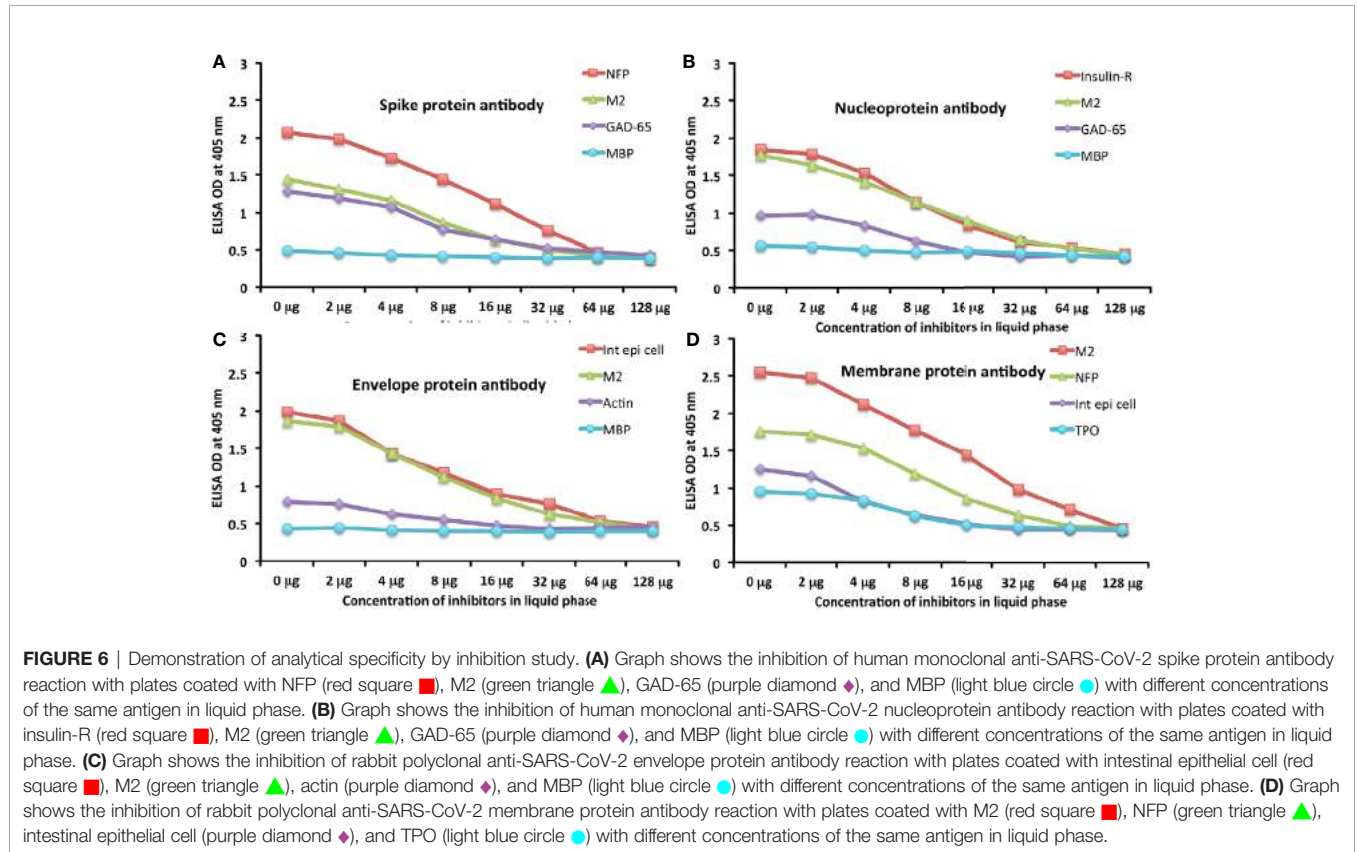 A
3
2.5
2
1.5
1
0.5
0
ELISA OD at 405 nm
Spike protein antibody
NFP
M2
GAD-65
MBP
0 µg 2 µg 4 µg 8 µg 16 µg 32 µg 64 µg 128 µg
B
3
2.5
2
1.5
1
0.5
0
ELISA OD at 405 nm
Nucleoprotein antibody
Insulin-R
M2
GAD-65
MBP
0 µg 2 µg 4 µg 8 µg 16 µg 32 µg 64 µg 128 µg
Concentration of inhibitors in liquid phase
C
3
2.5
2
1.5
1
0.5
0
ELISA OD at 405 nm
Envelope protein antibody
Int epi cell
M2
Actin
MBP
0 µg 2 µg 4 µg 8 µg 16 µg 32 µg 64 µg 128 µg
Concentration of inhibitors in liquid phase
D
3
2.5
2
1.5
1
0.5
0
ELISA OD at 405 nm
Membrane protein antibody
M2
NFP
Int epi cell
TPO
0 µg 2 µg 4 µg 8 µg 16 µg 32 µg 64 µg 128 µg
Concentration of inhibitors in liquid phase
FIGURE 6 | Demonstration of analytical specificity by inhibition study. (A) Graph shows the inhibition of human monoclonal anti-SARS-CoV-2 spike protein antibody
reaction with plates coated with NFP (red square ■), M2 (green triangle ▲), GAD-65 (purple diamond ♦), and MBP (light blue circle ●) with different concentrations
of the same antigen in liquid phase. (B) Graph shows the inhibition of human monoclonal anti-SARS-CoV-2 nucleoprotein antibody reaction with plates coated with
insulin-R (red square ■), M2 (green triangle ▲), GAD-65 (purple diamond ♦), and MBP (light blue circle ●) with different concentrations of the same antigen in liquid
phase. (C) Graph shows the inhibition of rabbit polyclonal anti-SARS-CoV-2 envelope protein antibody reaction with plates coated with intestinal epithelial cell (red
square ■), M2 (green triangle ▲), actin (purple diamond ♦), and MBP (light blue circle ●) with different concentrations of the same antigen in liquid phase. (D) Graph
shows the inhibition of rabbit polyclonal anti-SARS-CoV-2 membrane protein antibody reaction with plates coated with M2 (red square ■), NFP (green triangle ▲),
intestinal epithelial cell (purple diamond ♦), and TPO (light blue circle ●) with different concentrations of the same antigen in liquid phase.